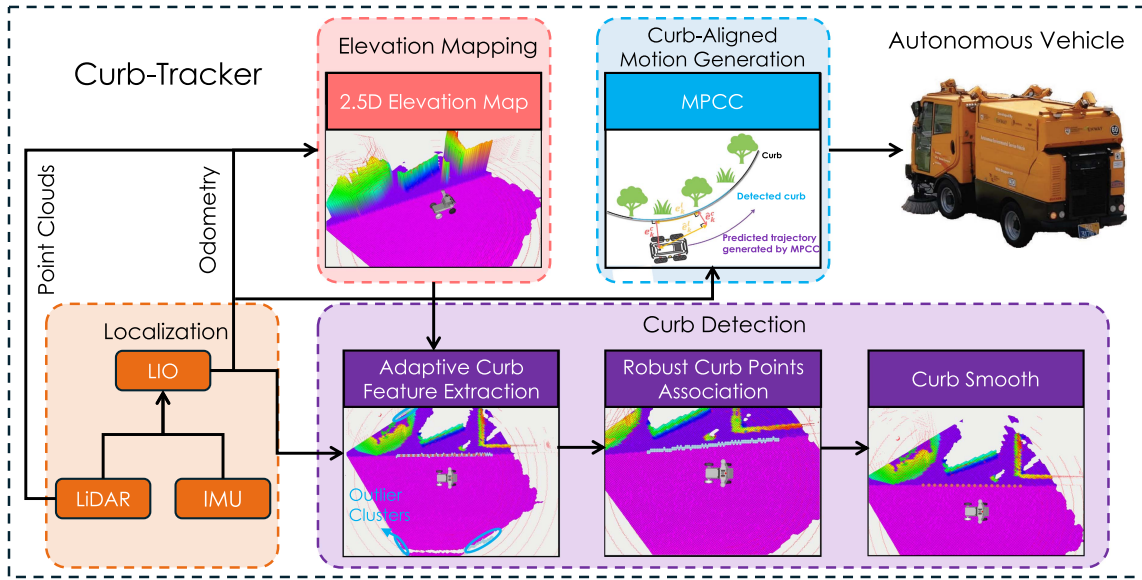 Curb-Tracker
Elevation Mapping
2.5D Elevation Map
Curb-Aligned
Motion Generation
MPCC
Curb
Detected curb
Predicted trajectory
generated by MPCC
Autonomous Vehicle
Point Clouds
Odometry
Localization
LIO
LiDAR
IMU
Curb Detection
Adaptive Curb
Feature Extraction
Outlier
Clusters
Robust Curb Points
Association
Curb Smooth